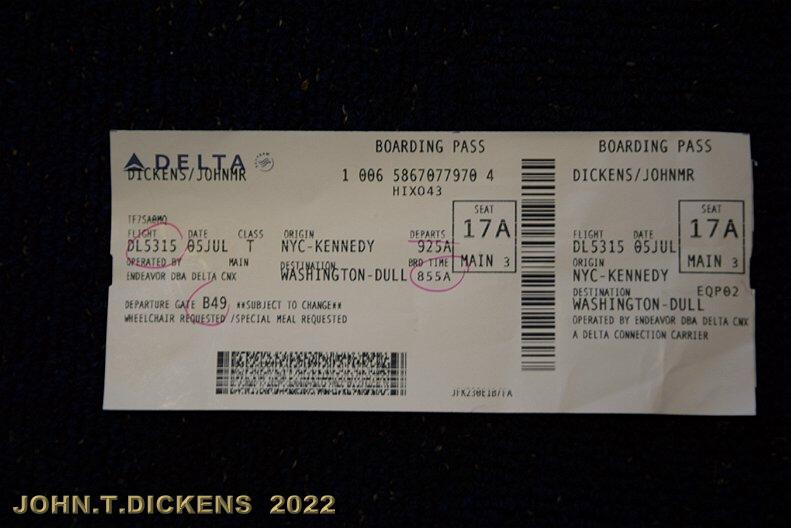 BOARDING PASS
DELTA
DICKENS/JOHNMR
1 006 5867077970 4
HIXO43
TF7SA0MQ
FLIGHT DATE CLASS ORIGIN DEPARTS
DL5315 05JUL T NYC-KENNEDY 925A
OPERATED BY MAIN DESTINATION BRD TIME
ENDEAVOR DBA DELTA CNX WASHINGTON-DULL 855A
SEAT
17A
MAIN 3
DEPARTURE GATE B49 **SUBJECT TO CHANGE**
WHEELCHAIR REQUESTED /SPECIAL MEAL REQUESTED
BOARDING PASS
DICKENS/JOHNMR
SEAT
17A
MAIN 3
FLIGHT DATE
DL5315 05JUL
ORIGIN
NYC-KENNEDY
DESTINATION EQP02
WASHINGTON-DULL
OPERATED BY ENDEAVOR DBA DELTA CNX
A DELTA CONNECTION CARRIER
JOHN.T.DICKENS 2022